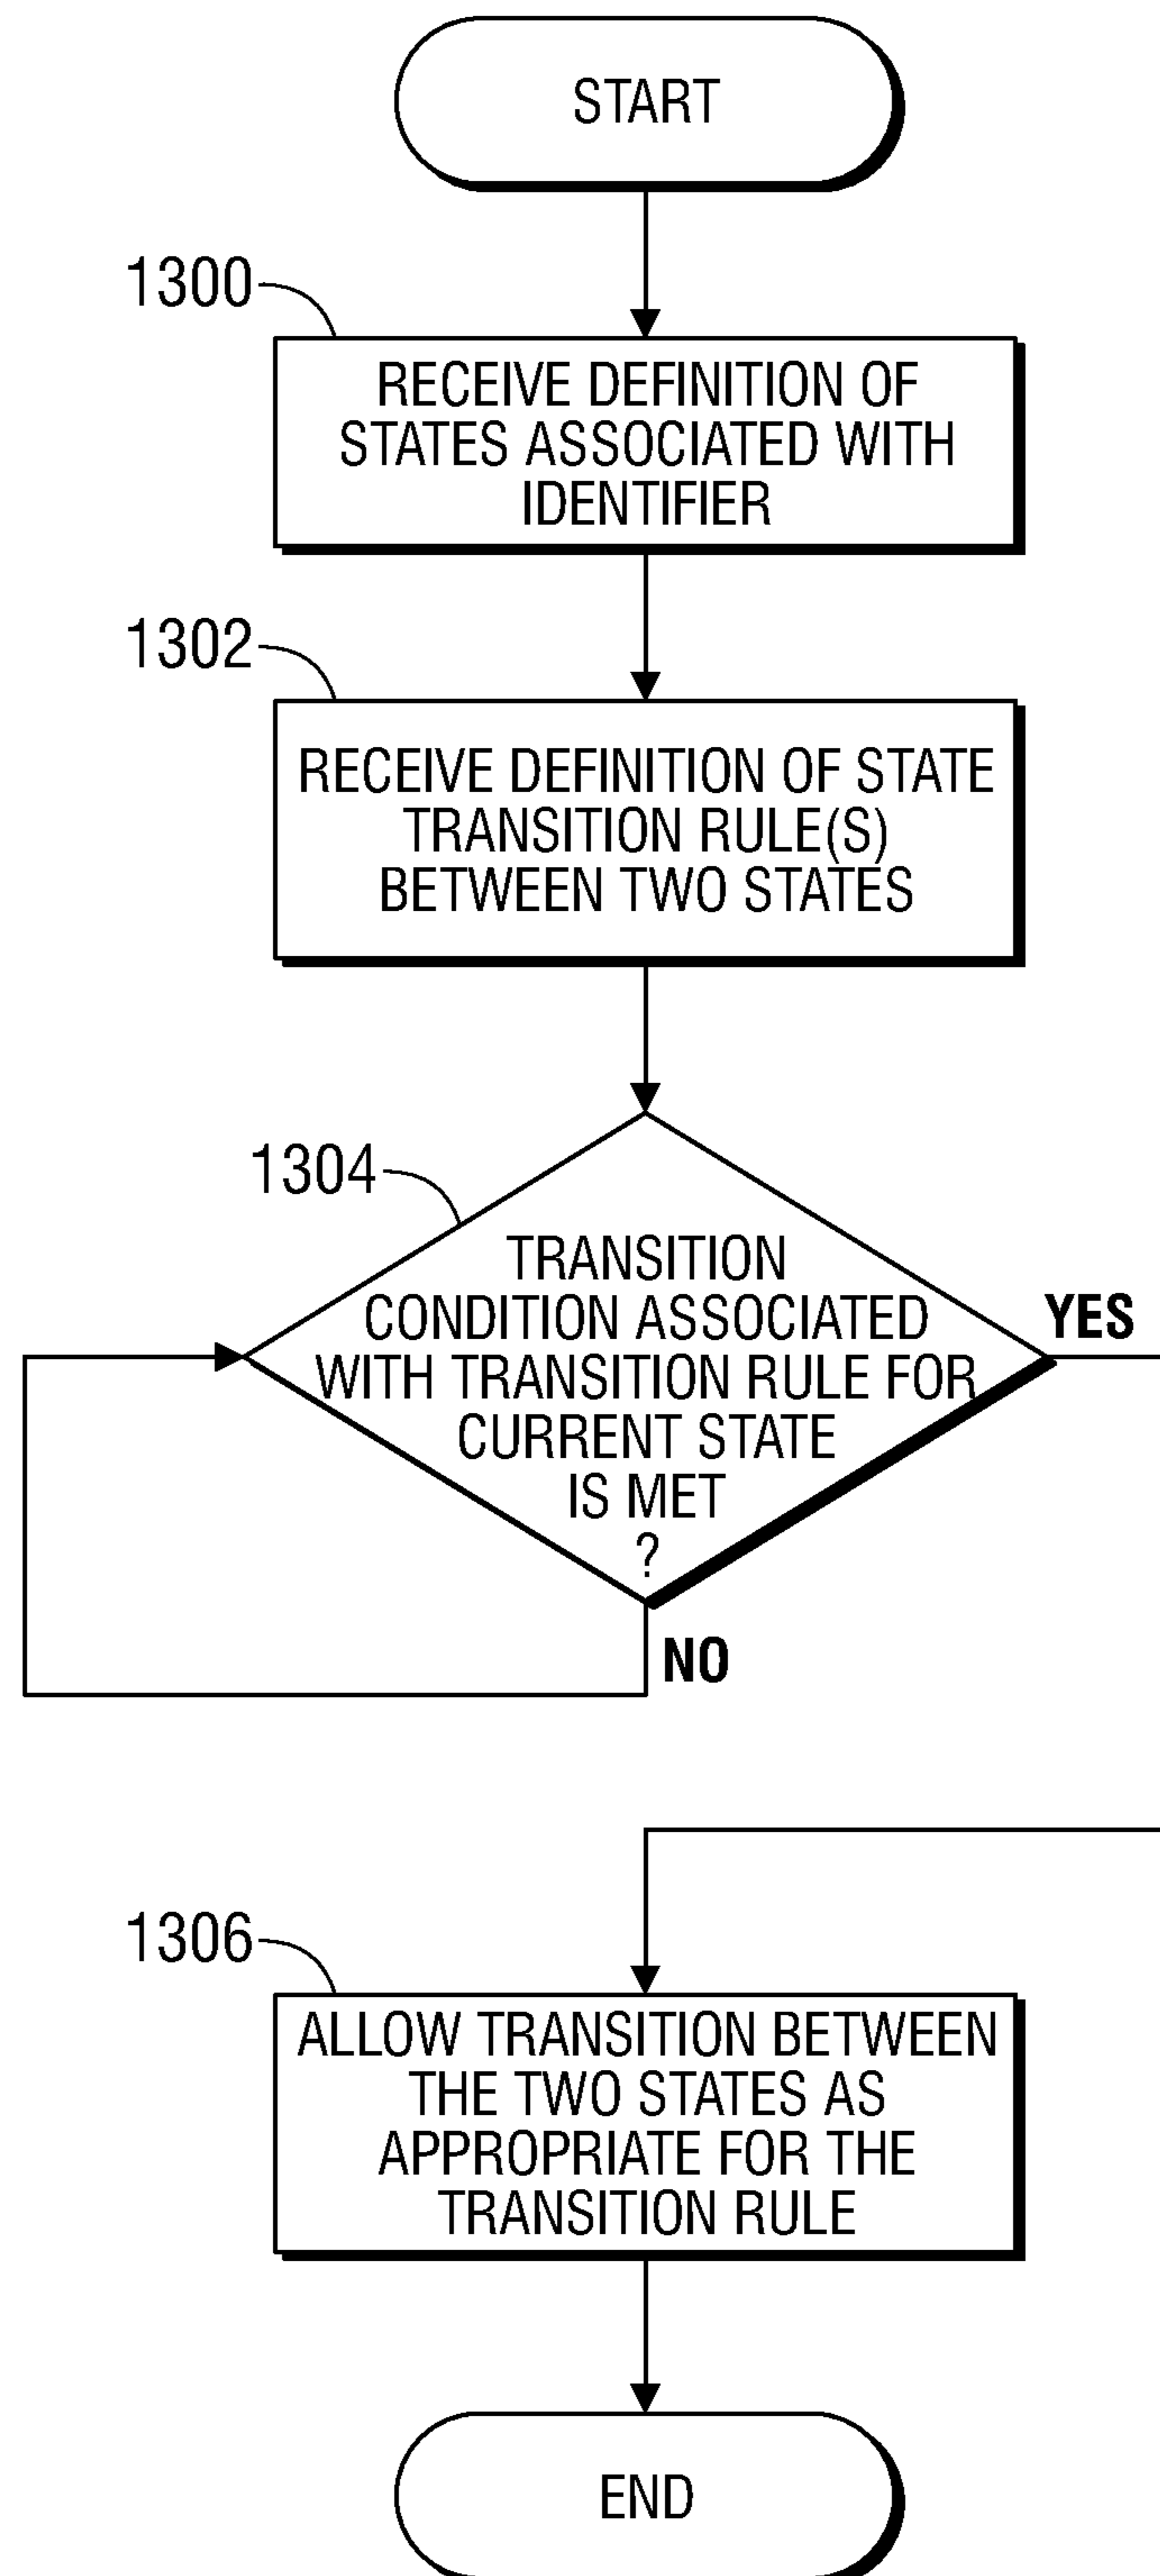 START
1300
RECEIVE DEFINITION OF
STATES ASSOCIATED WITH
IDENTIFIER
1302
RECEIVE DEFINITION OF STATE
TRANSITION RULE(S)
BETWEEN TWO STATES
1304
TRANSITION
CONDITION ASSOCIATED
WITH TRANSITION RULE FOR
CURRENT STATE
IS MET
?
YES
NO
1306
ALLOW TRANSITION BETWEEN
THE TWO STATES AS
APPROPRIATE FOR THE
TRANSITION RULE
END